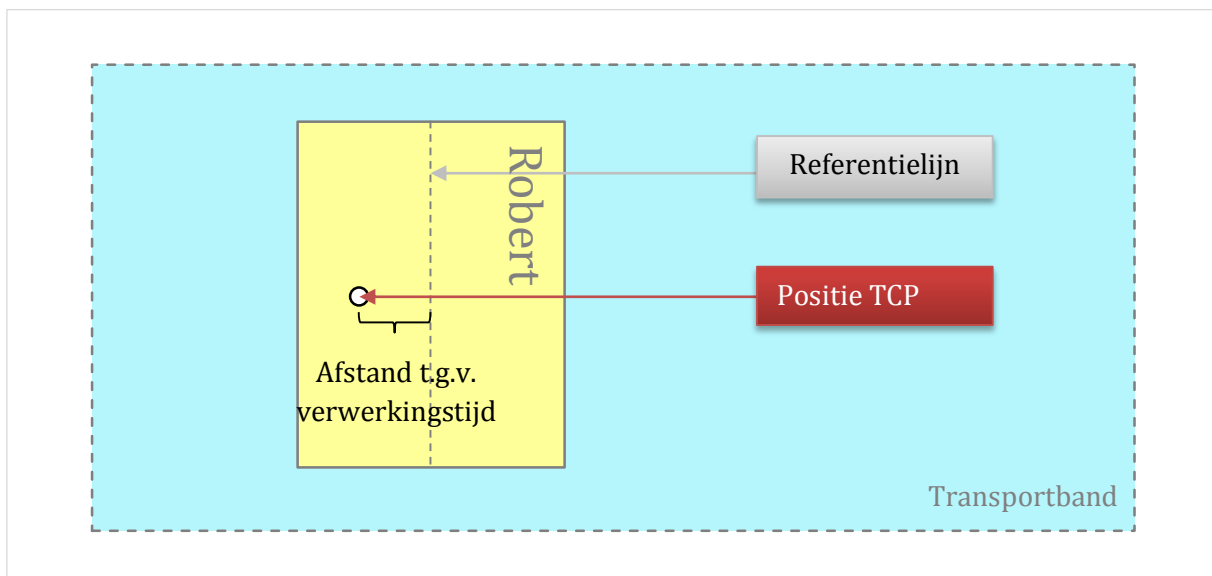 Robert
Referentielijn
Positie TCP
Afstand t.g.v.
verwerkingstijd
Transportband